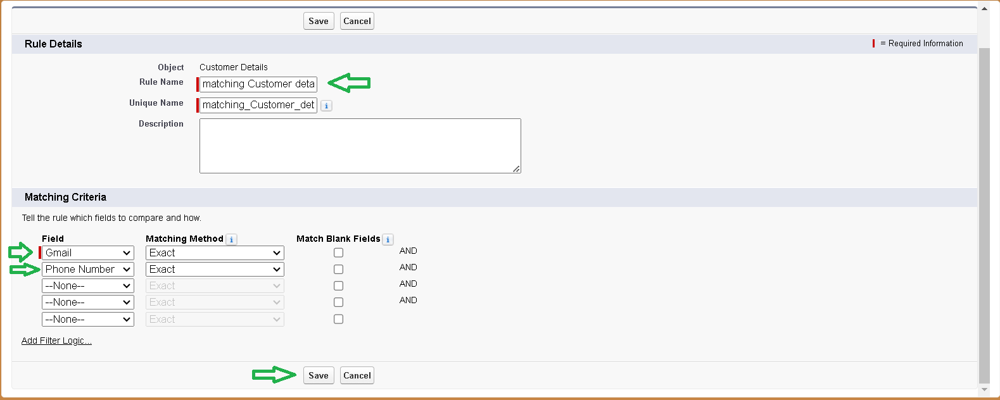 Save Cancel
Rule Details
= Required Information
Object Customer Details
Rule Name matching Customer deta
Unique Name matching_Customer_det
Description
Matching Criteria
Tell the rule which fields to compare and how.
Field Matching Method Match Blank Fields
Gmail Exact AND
Phone Number Exact AND
--None-- Exact AND
--None-- Exact AND
--None-- Exact
Add Filter Logic...
Save Cancel